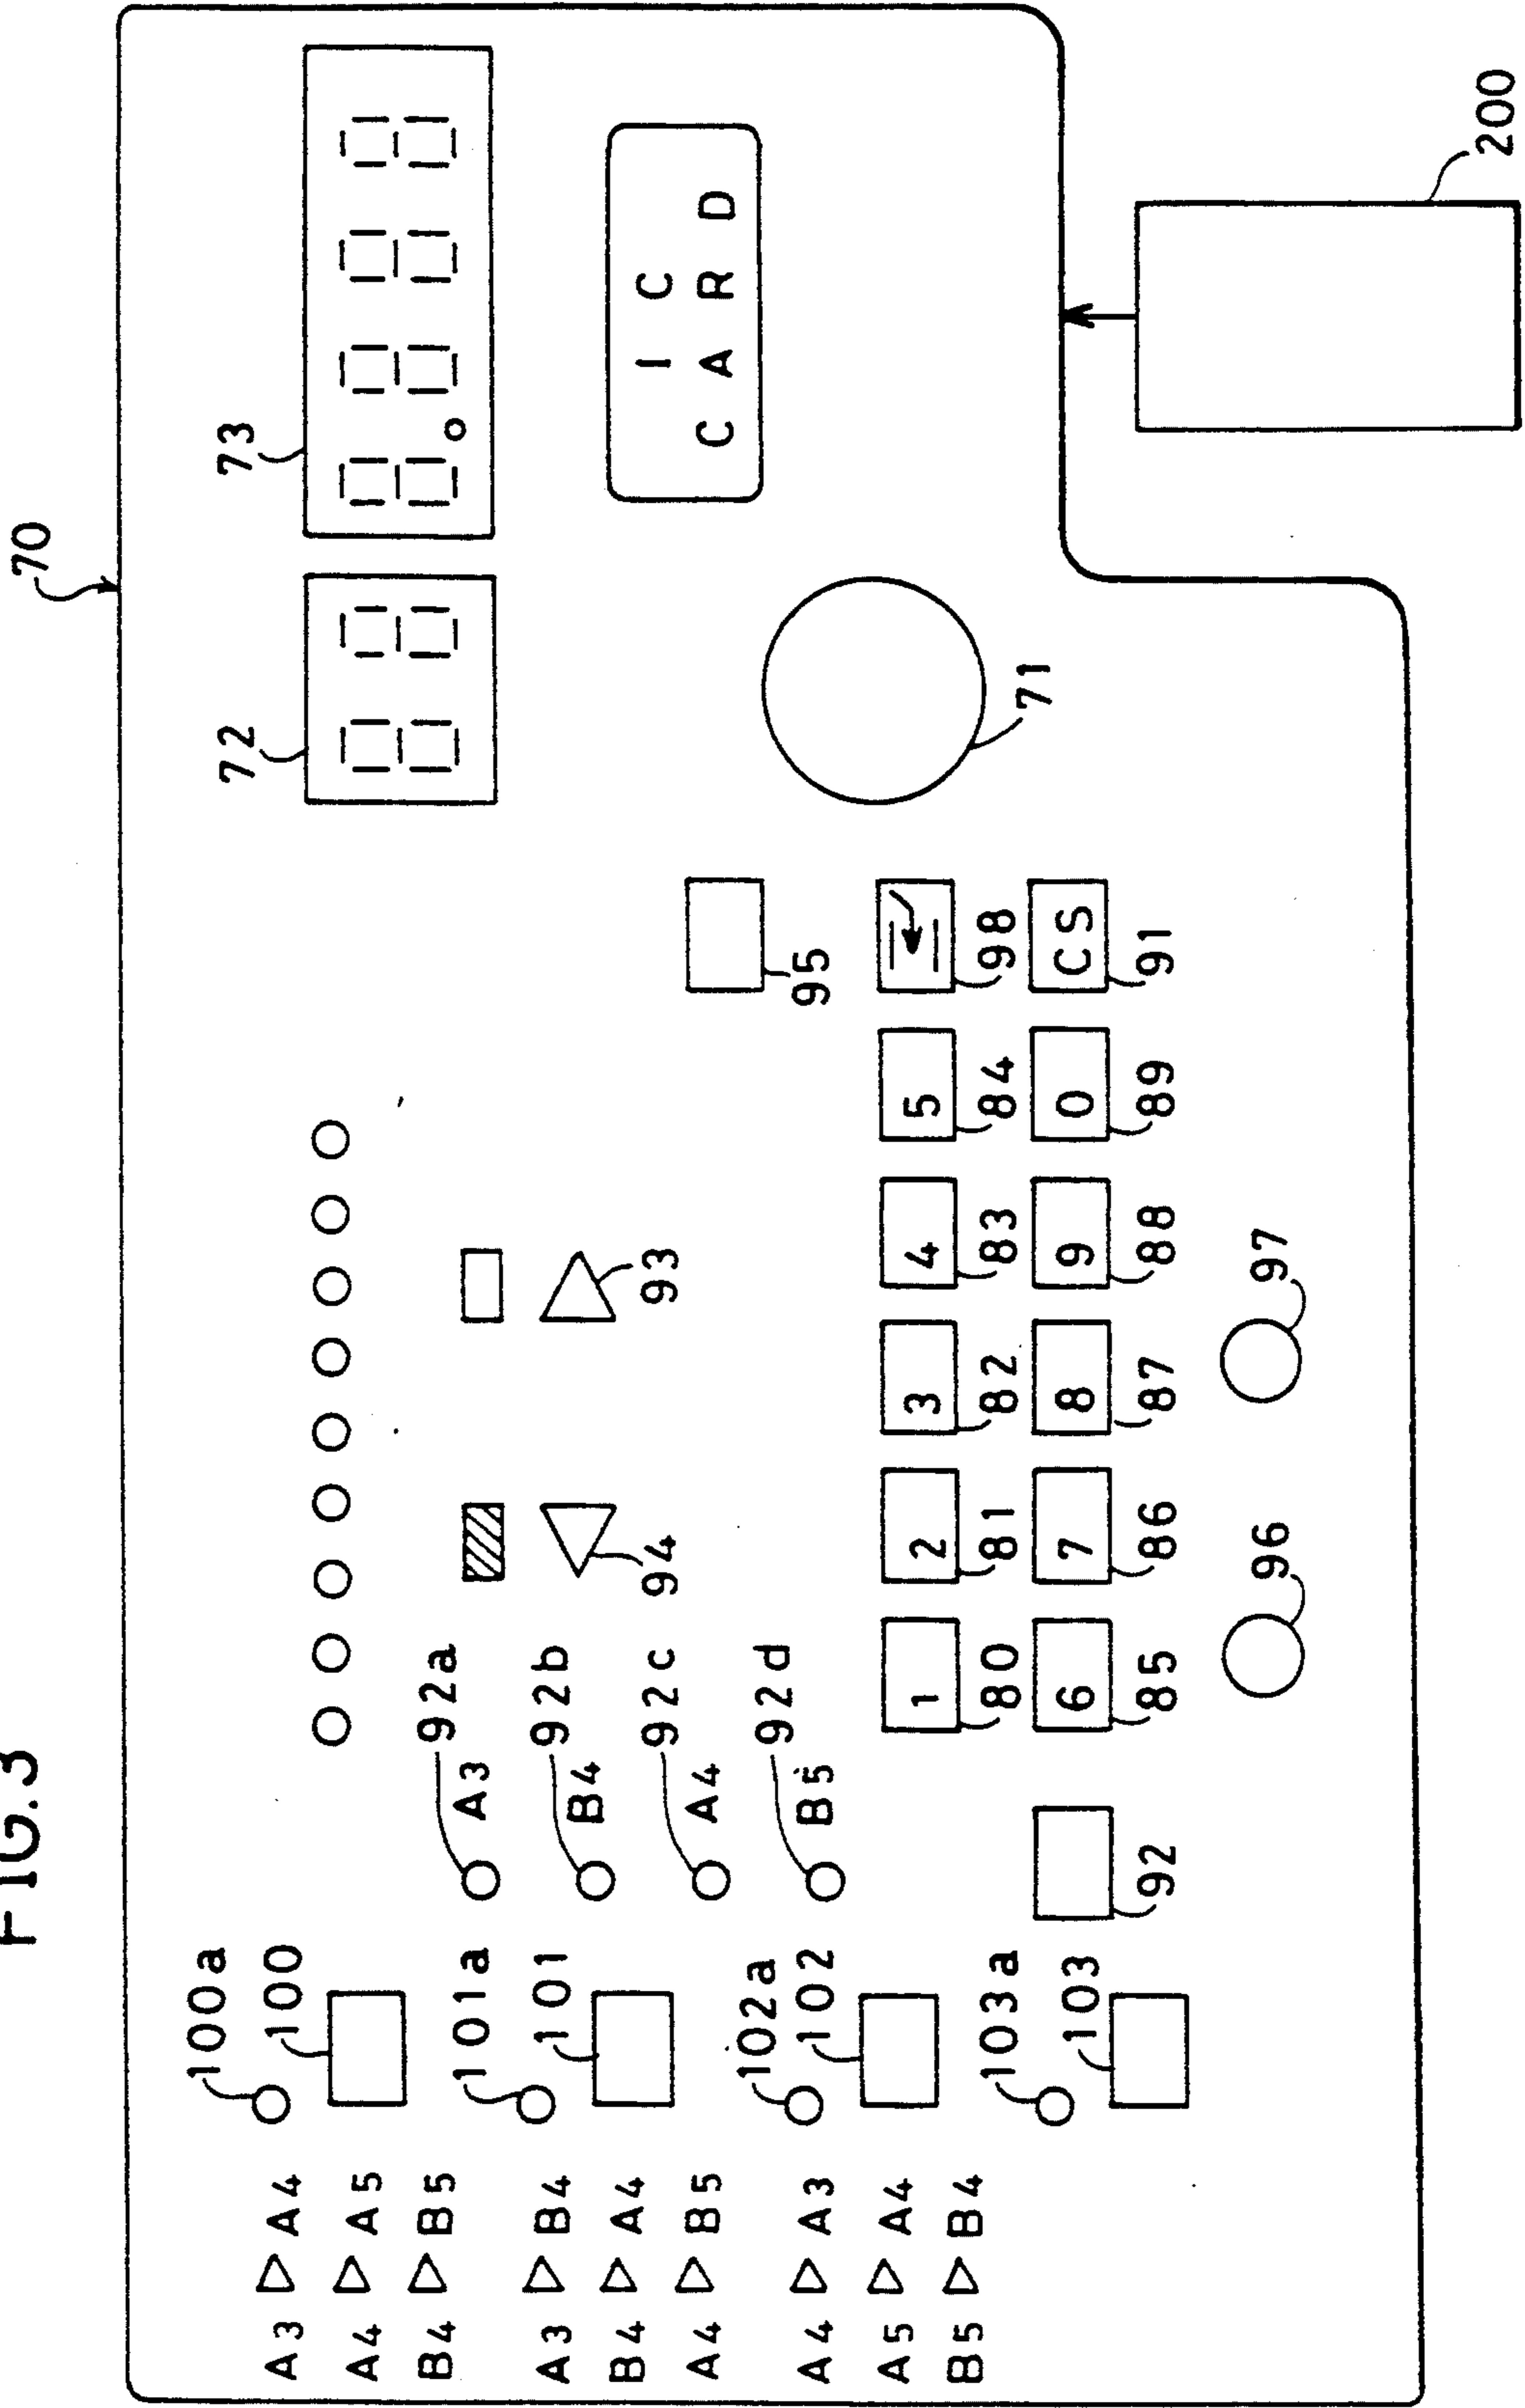 FIG.3
70
72
73
I C
C A R D
200
71
100a
100
101a
101
102a
102
103a
103
A3 ▷ A4
A4 ▷ A5
B4 ▷ B5
A3 ▷ B4
B4 ▷ A4
A4 ▷ B5
A4 ▷ A3
A5 ▷ A4
B5 ▷ B4
92a
A3
92b
B4
92c
A4
92d
B5
92
94
93
95
1 2 3 4 5
80 81 82 83 84 98
6 7 8 9 0 CS
85 86 87 88 89 91
96
97